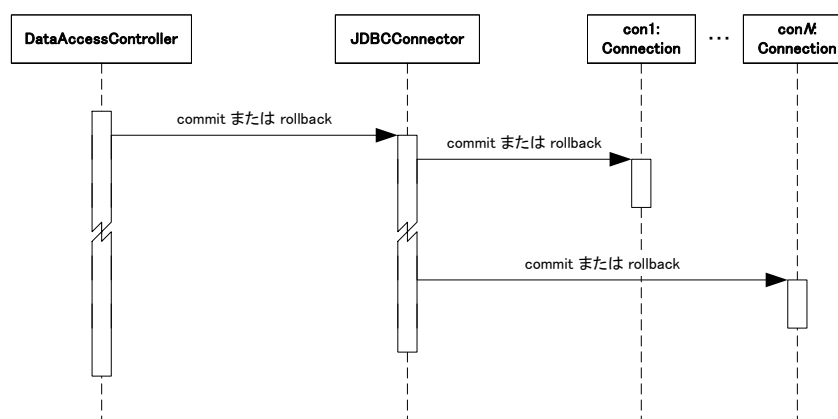 DataAccessController
JDBCConnector
con1:
Connection
...
conN:
Connection
commit または rollback
commit または rollback
commit または rollback